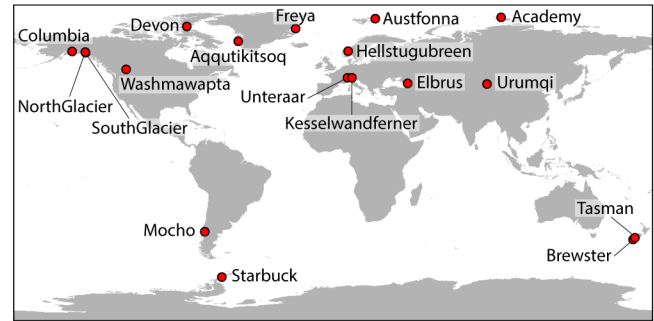 Freya
Austfonna
Academy
Devon
Columbia
Aqqutikitsoq
Hellstugubreen
Washmawapta
Elbrus
Urumqi
Unteraar
NorthGlacier
SouthGlacier
Kesselwandferner
Tasman
Mocho
Brewster
Starbuck